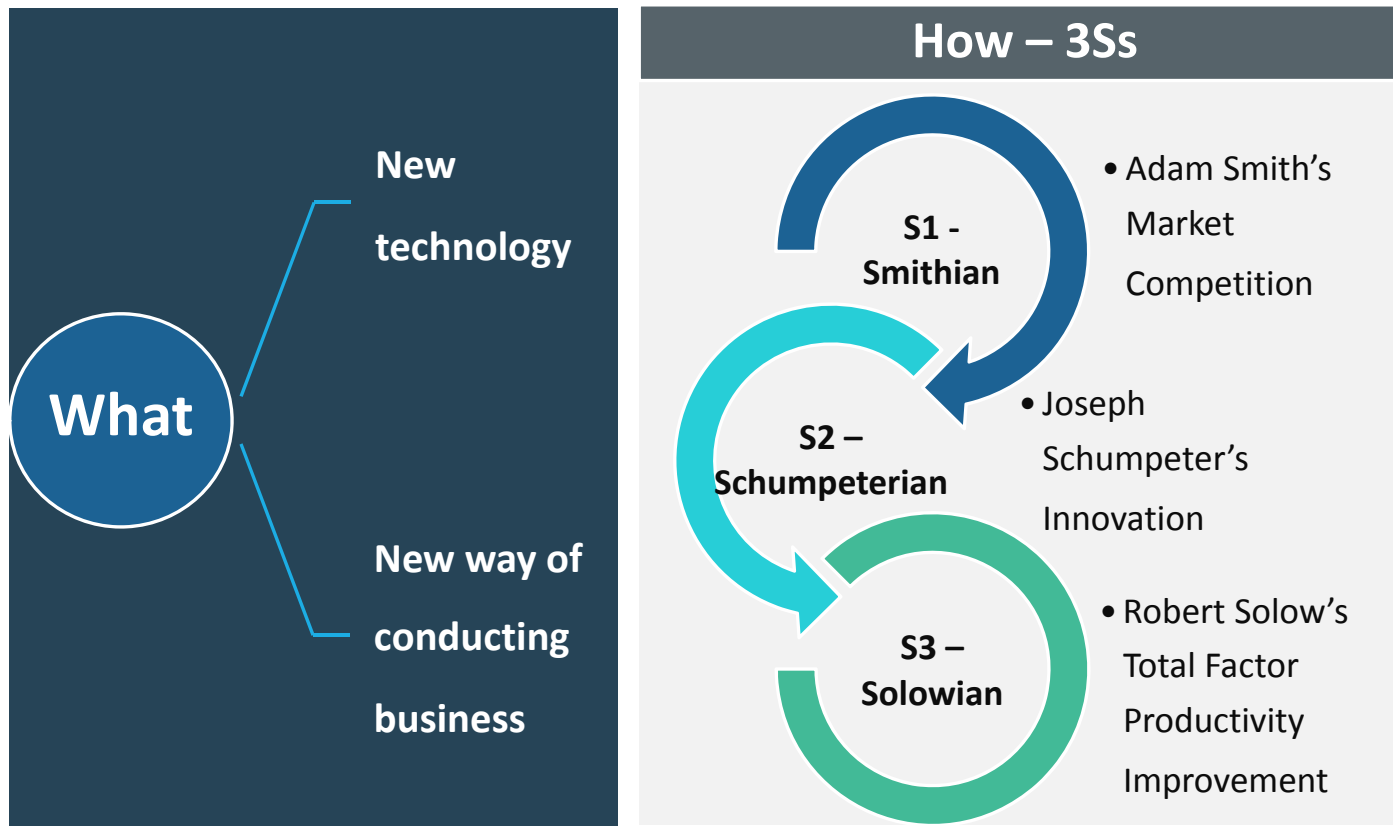 What
New
technology
New way of
conducting
business
How – 3Ss
S1 -
Smithian
• Adam Smith’s
Market
Competition
S2 –
Schumpeterian
• Joseph
Schumpeter’s
Innovation
S3 –
Solowian
• Robert Solow’s
Total Factor
Productivity
Improvement